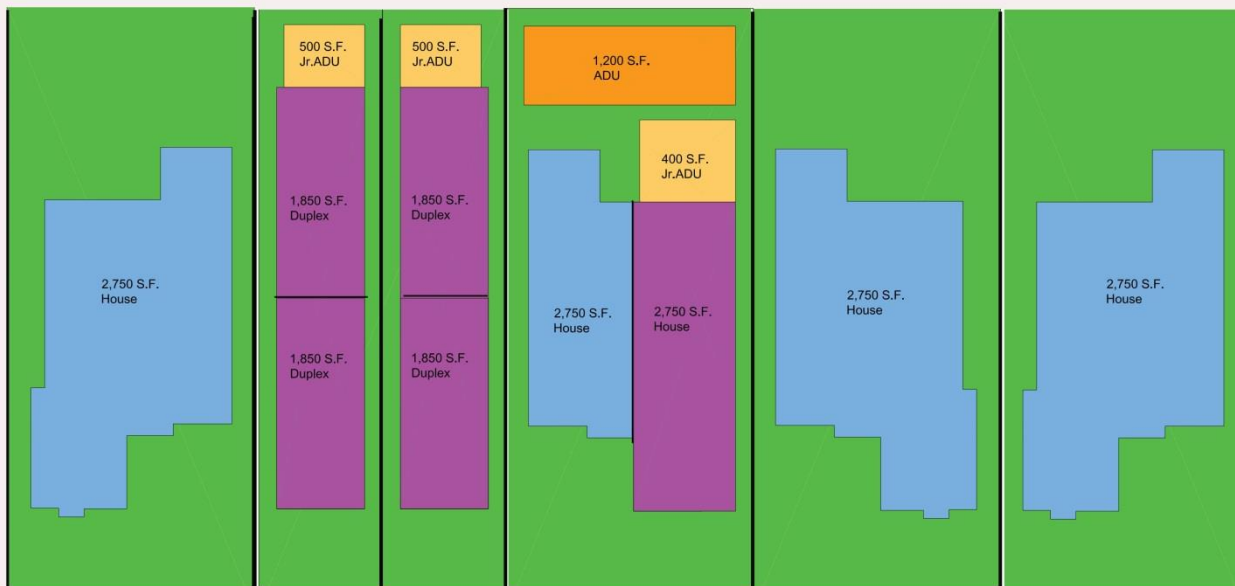 500 S.F.
Jr.ADU
500 S.F.
Jr.ADU
1,200 S.F.
ADU
400 S.F.
Jr.ADU
1,850 S.F.
Duplex
1,850 S.F.
Duplex
2,750 S.F.
House
2,750 S.F.
House
2,750 S.F.
House
2,750 S.F.
House
2,750 S.F.
House
1,850 S.F.
Duplex
1,850 S.F.
Duplex